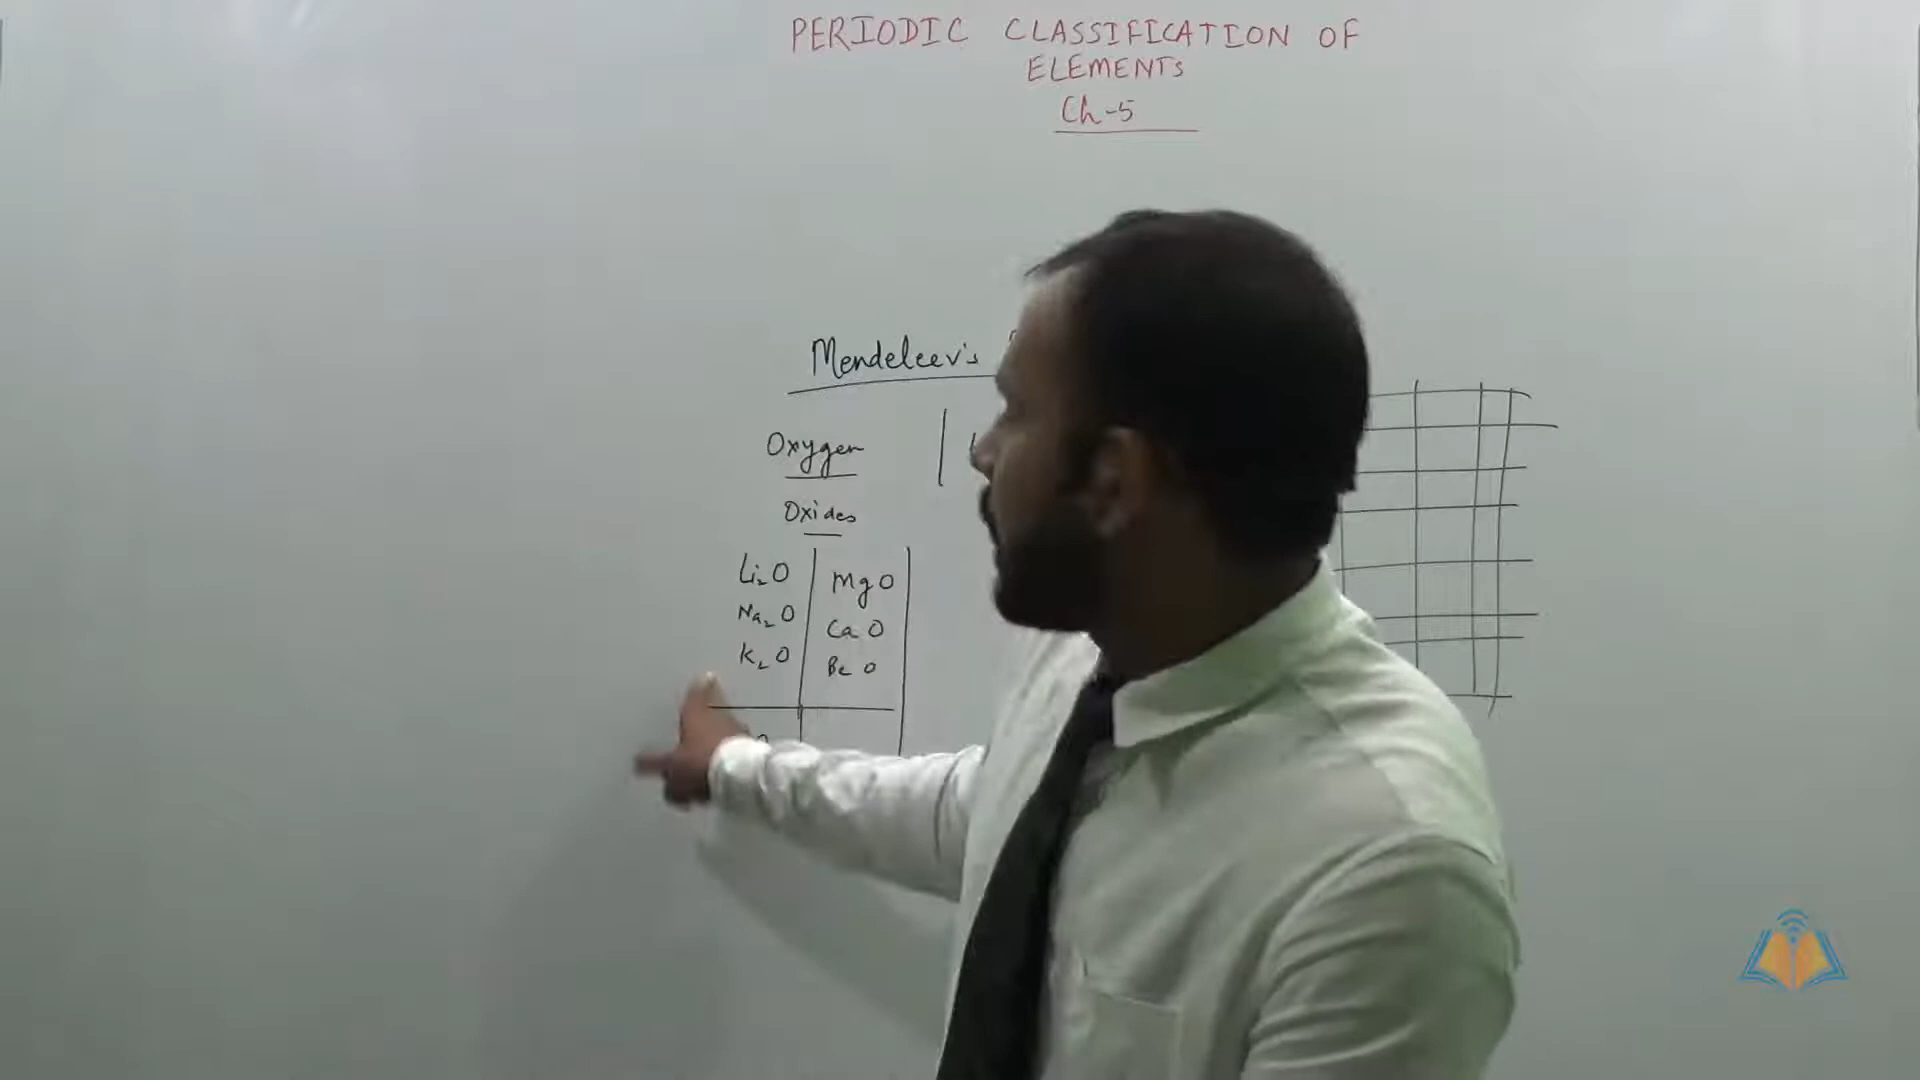 PERIODIC CLASSIFICATION OF
ELEMENTS
Ch-5
Mendeleev's
Oxygen
Oxides
Li₂O MgO
Na₂O CaO
K₂O BeO